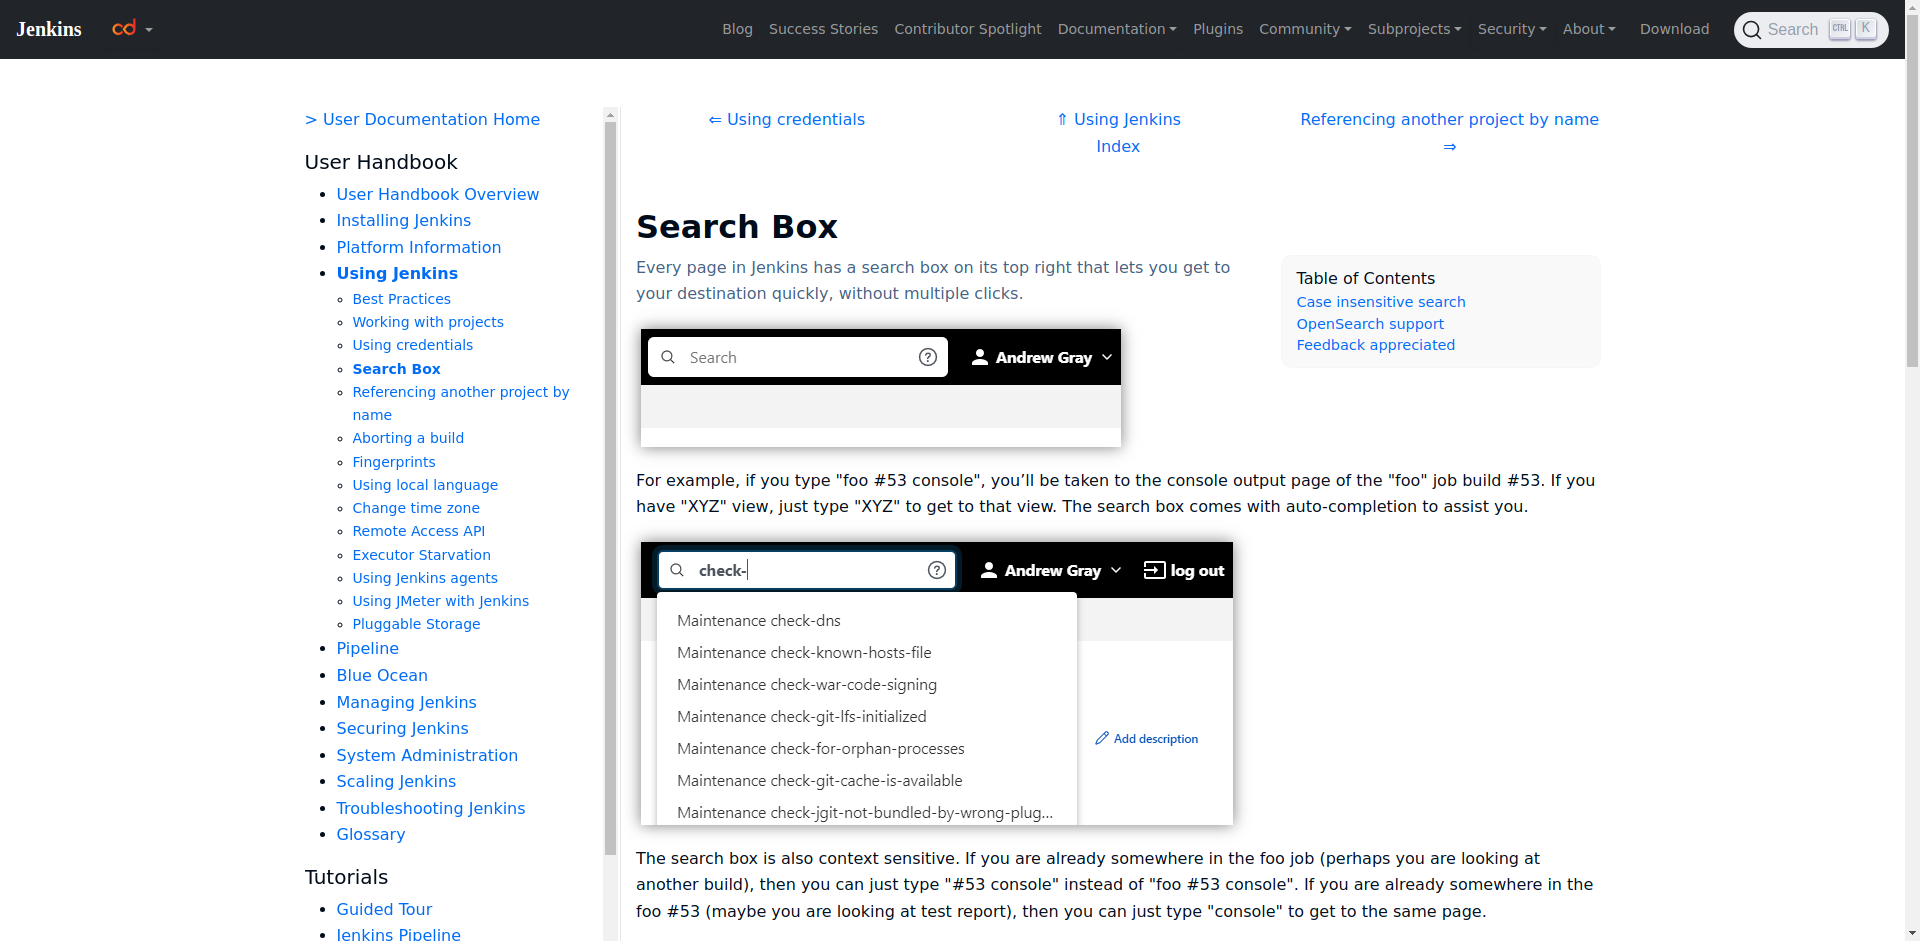 Jenkins
Blog Success Stories Contributor Spotlight Documentation Plugins Community Subprojects Security About Download
Search CTRL K
> User Documentation Home
User Handbook
User Handbook Overview
Installing Jenkins
Platform Information
Using Jenkins
Best Practices
Working with projects
Using credentials
Search Box
Referencing another project by
name
Aborting a build
Fingerprints
Using local language
Change time zone
Remote Access API
Executor Starvation
Using Jenkins agents
Using JMeter with Jenkins
Pluggable Storage
Pipeline
Blue Ocean
Managing Jenkins
Securing Jenkins
System Administration
Scaling Jenkins
Troubleshooting Jenkins
Glossary
Tutorials
Guided Tour
Jenkins Pipeline
⇐ Using credentials
⇑ Using Jenkins
Index
Referencing another project by name
⇒
Search Box
Every page in Jenkins has a search box on its top right that lets you get to
your destination quickly, without multiple clicks.
Table of Contents
Case insensitive search
OpenSearch support
Feedback appreciated
Search ? Andrew Gray
For example, if you type "foo #53 console", you’ll be taken to the console output page of the "foo" job build #53. If you
have "XYZ" view, just type "XYZ" to get to that view. The search box comes with auto-completion to assist you.
check- ? Andrew Gray log out
Maintenance check-dns
Maintenance check-known-hosts-file
Maintenance check-war-code-signing
Maintenance check-git-lfs-initialized
Maintenance check-for-orphan-processes
Maintenance check-git-cache-is-available
Maintenance check-jgit-not-bundled-by-wrong-plug...
Add description
The search box is also context sensitive. If you are already somewhere in the foo job (perhaps you are looking at
another build), then you can just type "#53 console" instead of "foo #53 console". If you are already somewhere in the
foo #53 (maybe you are looking at test report), then you can just type "console" to get to the same page.